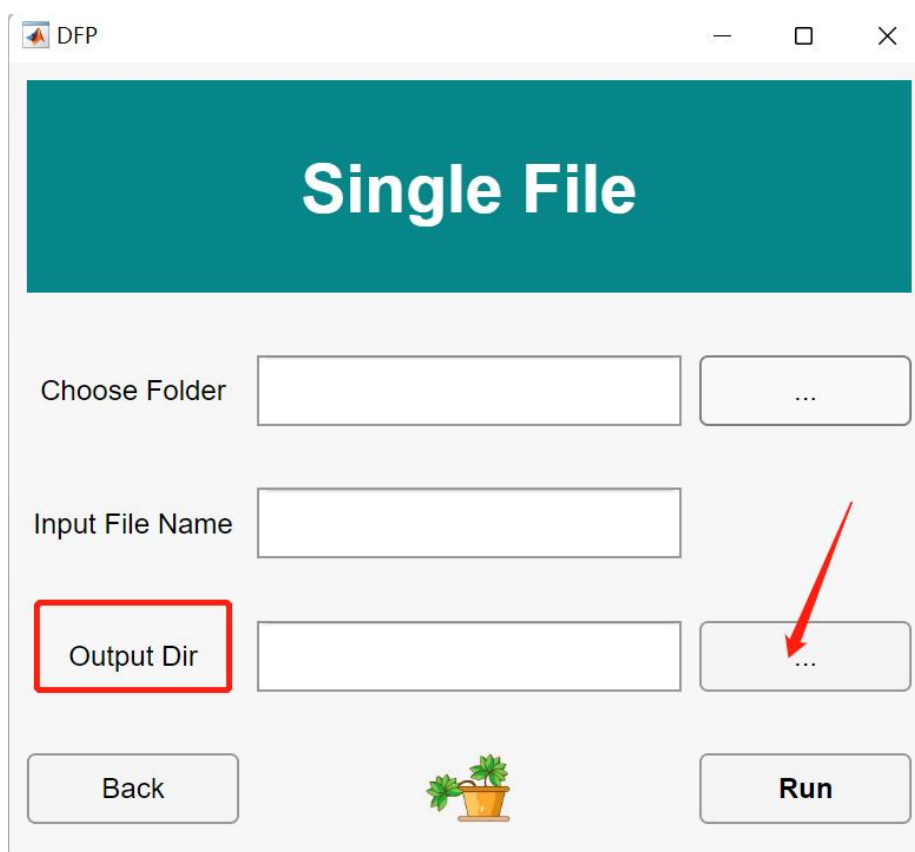 DFP
Single File
Choose Folder
...
Input File Name
Output Dir
...
Back
Run